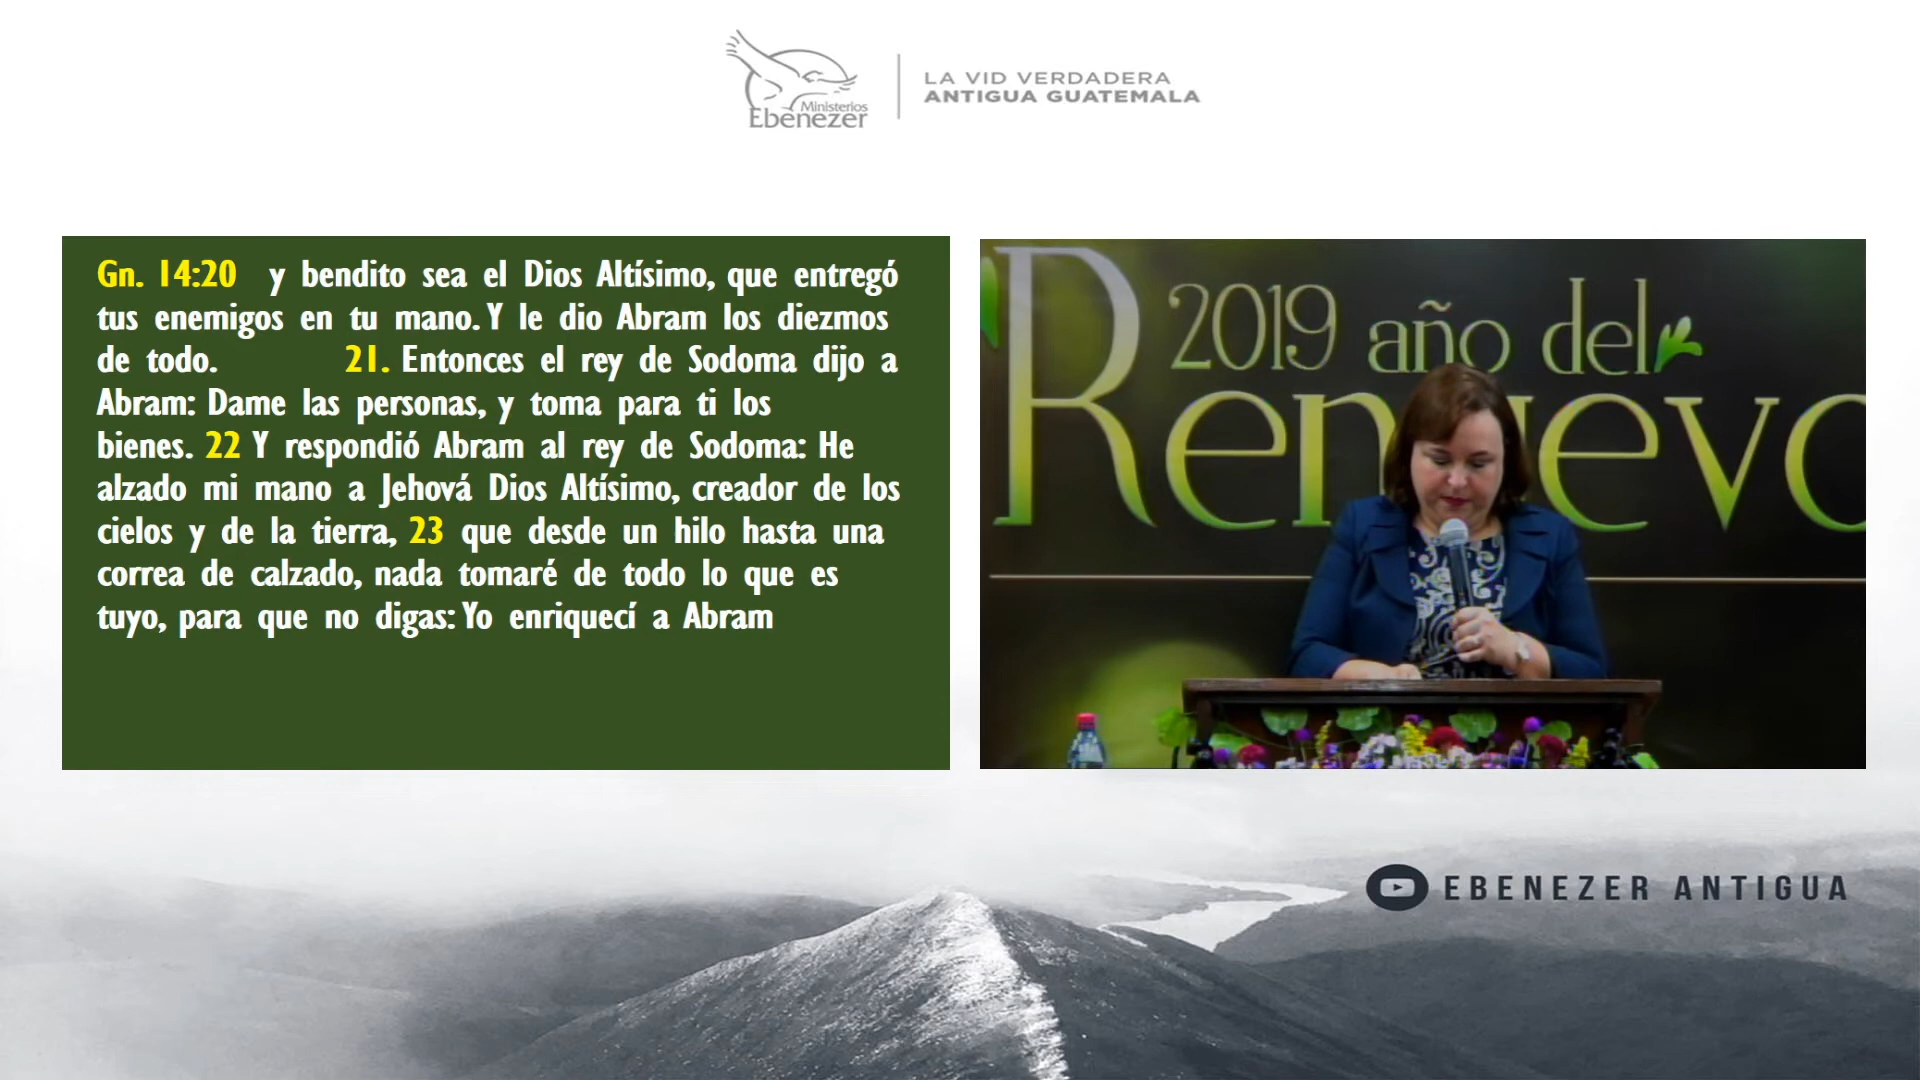 Ministerios
Ebenezer
LA VID VERDADERA
ANTIGUA GUATEMALA
Gn. 14:20 y bendito sea el Dios Altísimo, que entregó
tus enemigos en tu mano. Y le dio Abram los diezmos
de todo. 21. Entonces el rey de Sodoma dijo a
Abram: Dame las personas, y toma para ti los
bienes. 22 Y respondió Abram al rey de Sodoma: He
alzado mi mano a Jehová Dios Altísimo, creador de los
cielos y de la tierra, 23 que desde un hilo hasta una
correa de calzado, nada tomaré de todo lo que es
tuyo, para que no digas: Yo enriquecí a Abram
2019 año del
Renuevo
EBENEZER ANTIGUA